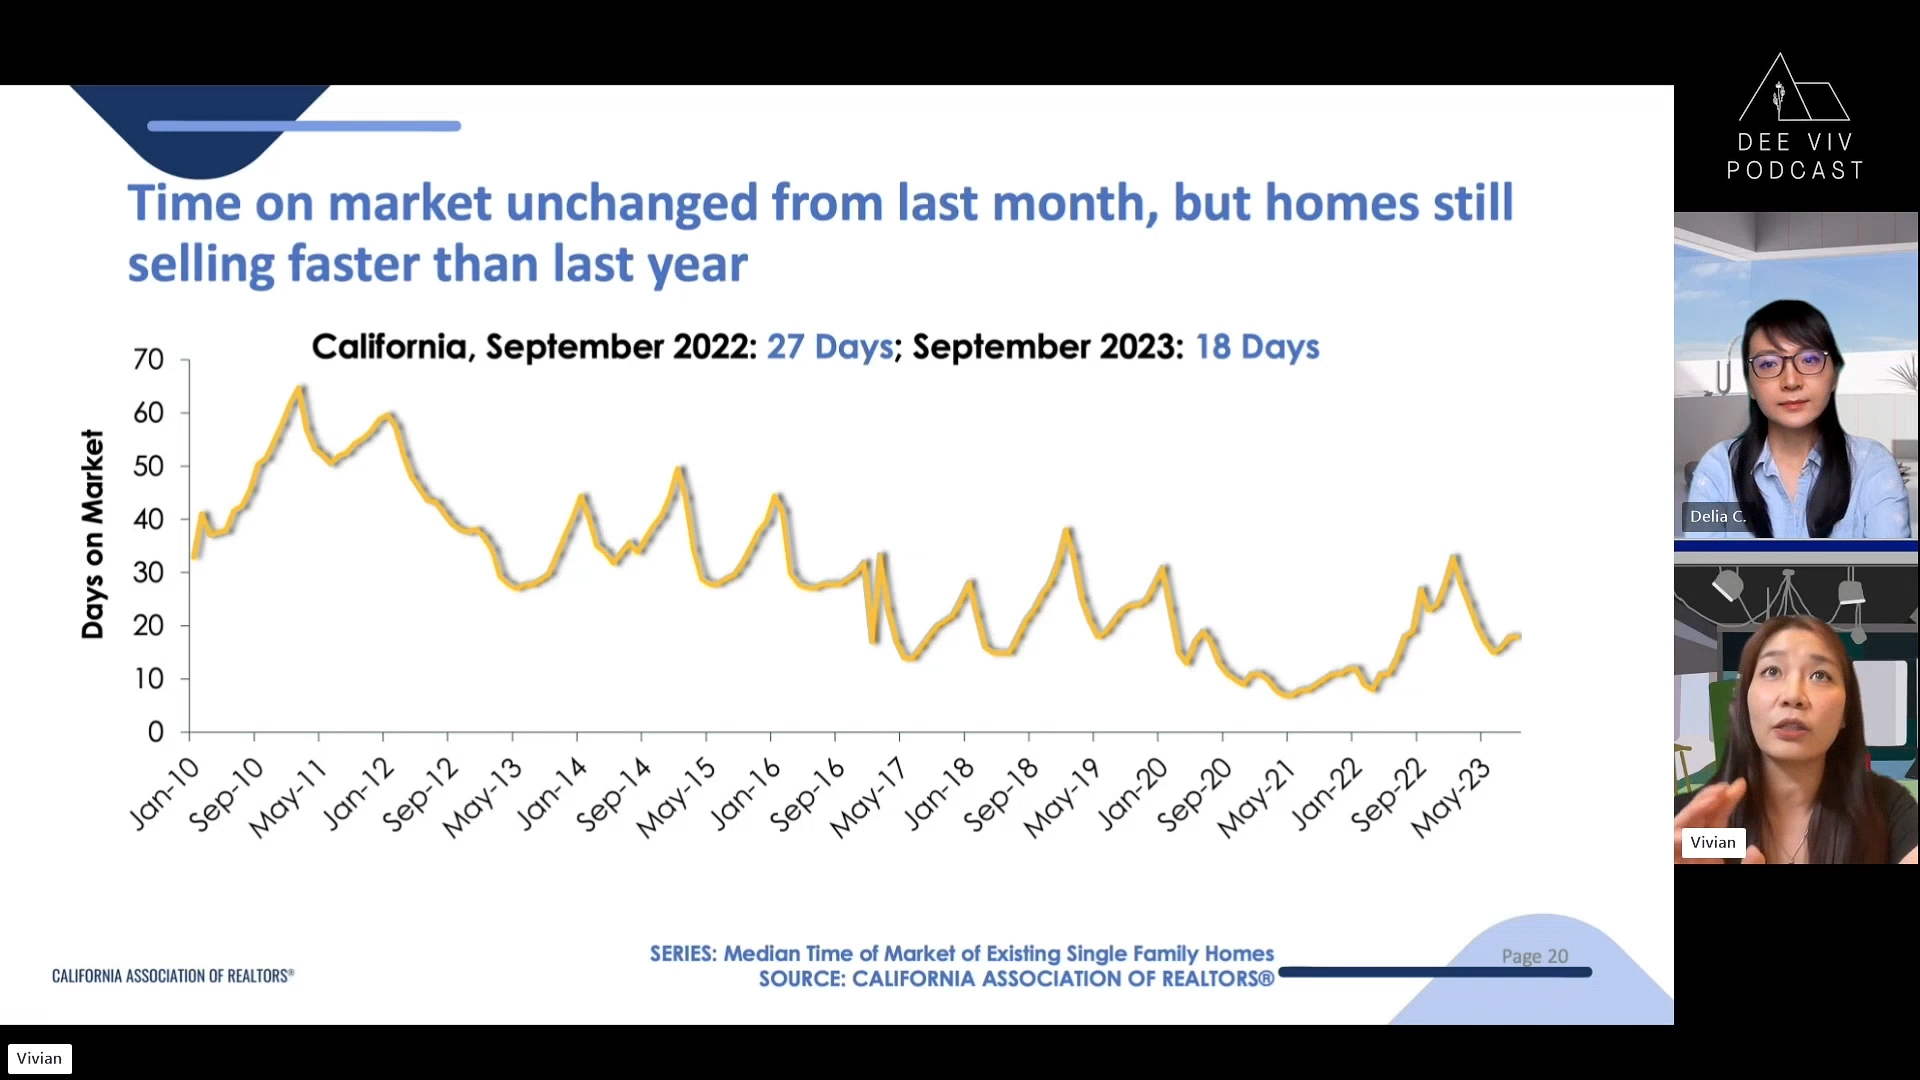 DEE VIV
PODCAST
Time on market unchanged from last month, but homes still
selling faster than last year
California, September 2022: 27 Days; September 2023: 18 Days
Days on Market
70
60
50
40
30
20
10
0
Jan-10
Sep-10
May-11
Jan-12
Sep-12
May-13
Jan-14
Sep-14
May-15
Jan-16
Sep-16
May-17
Jan-18
Sep-18
May-19
Jan-20
Sep-20
May-21
Jan-22
Sep-22
May-23
Delia C.
Vivian
SERIES: Median Time of Market of Existing Single Family Homes
SOURCE: CALIFORNIA ASSOCIATION OF REALTORS®
Page 20
CALIFORNIA ASSOCIATION OF REALTORS®
Vivian